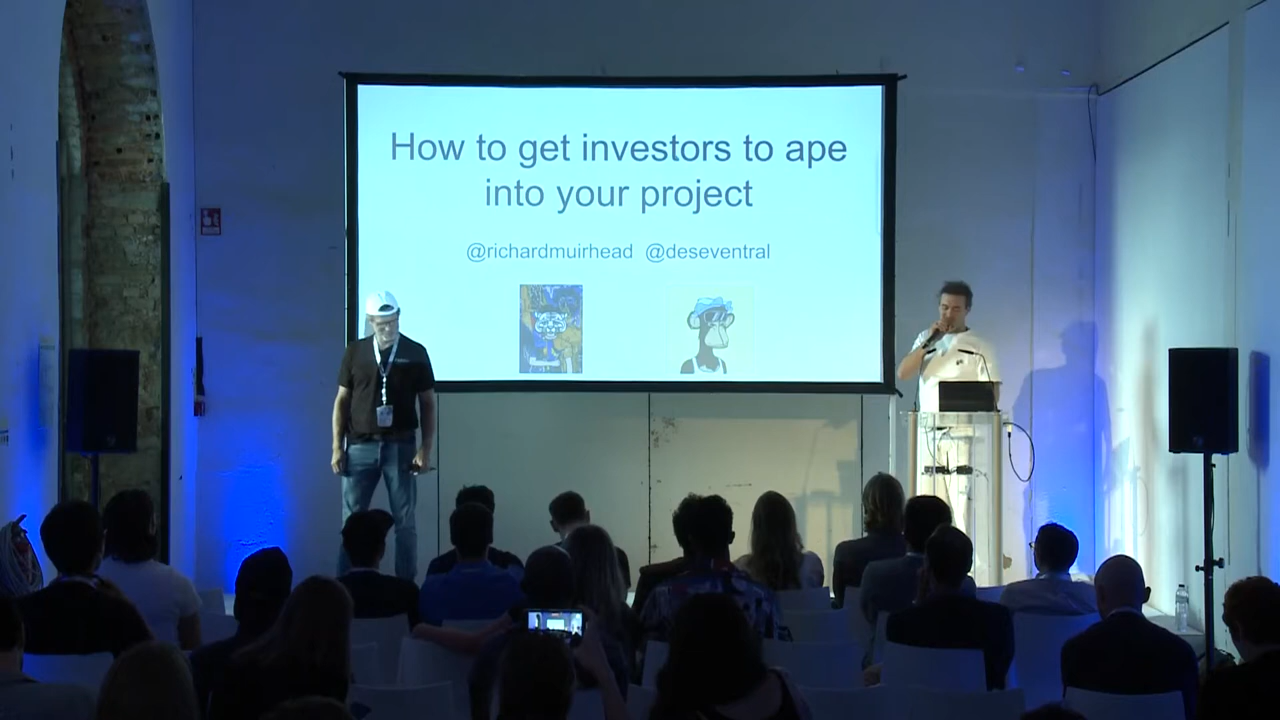 How to get investors to ape
into your project
@richardmuirhead @deseventral